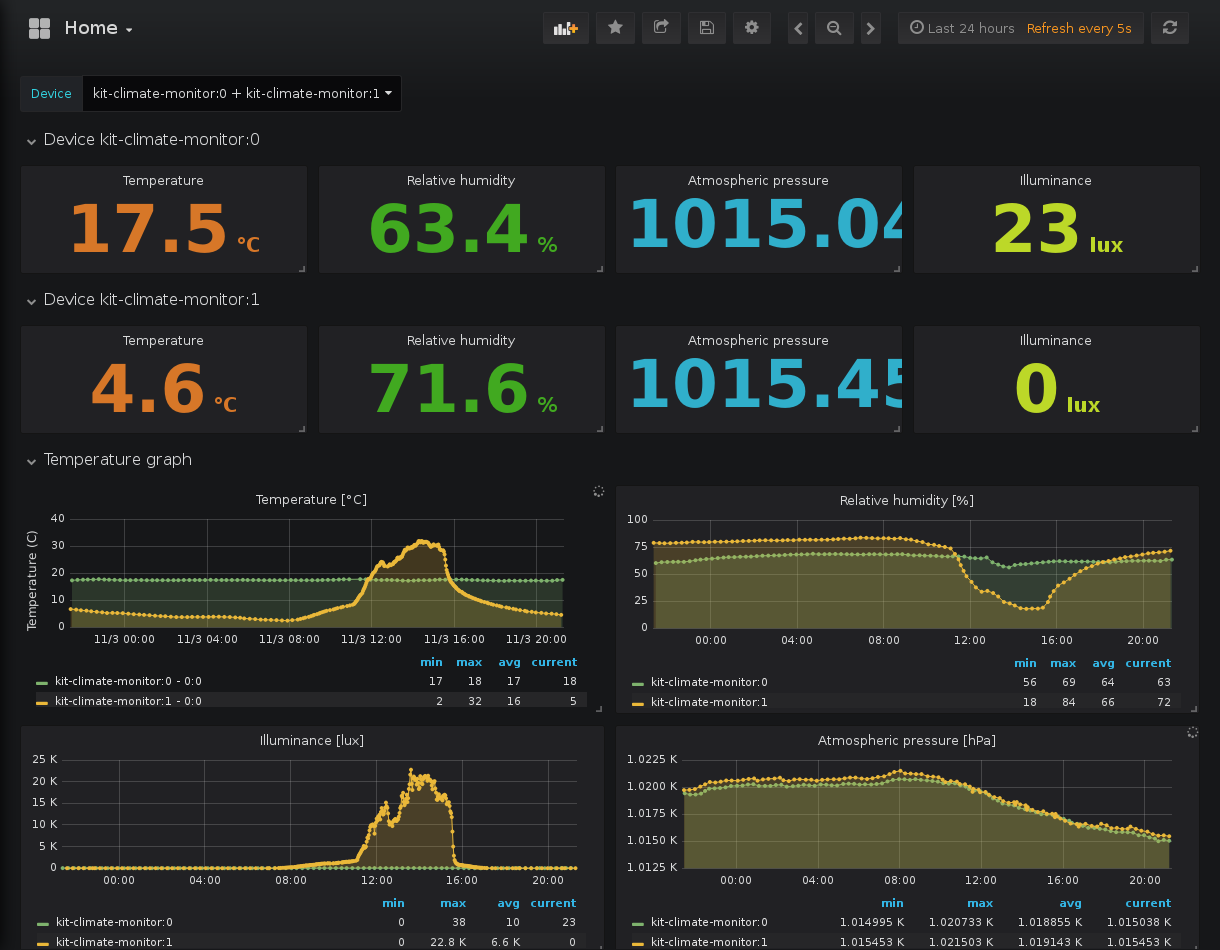 Home
Last 24 hours Refresh every 5s
Device kit-climate-monitor:0 + kit-climate-monitor:1
Device kit-climate-monitor:0
Temperature Relative humidity Atmospheric pressure Illuminance
17.5 °C 63.4 % 1015.04 23 lux
Device kit-climate-monitor:1
Temperature Relative humidity Atmospheric pressure Illuminance
4.6 °C 71.6 % 1015.45 0 lux
Temperature graph
Temperature [°C]
Temperature (C)
40
30
20
10
0
11/3 00:00 11/3 04:00 11/3 08:00 11/3 12:00 11/3 16:00 11/3 20:00
min max avg current
kit-climate-monitor:0 - 0:0 17 18 17 18
kit-climate-monitor:1 - 0:0 2 32 16 5
Relative humidity [%]
100
75
50
25
0
00:00 04:00 08:00 12:00 16:00 20:00
min max avg current
kit-climate-monitor:0 56 69 64 63
kit-climate-monitor:1 18 84 66 72
Illuminance [lux]
25 K
20 K
15 K
10 K
5 K
0
00:00 04:00 08:00 12:00 16:00 20:00
min max avg current
kit-climate-monitor:0 0 38 10 23
kit-climate-monitor:1 0 22.8 K 6.6 K 0
Atmospheric pressure [hPa]
1.0225 K
1.0200 K
1.0175 K
1.0150 K
1.0125 K
00:00 04:00 08:00 12:00 16:00 20:00
min max avg current
kit-climate-monitor:0 1.014995 K 1.020733 K 1.018855 K 1.015038 K
kit-climate-monitor:1 1.015453 K 1.021503 K 1.019143 K 1.015453 K